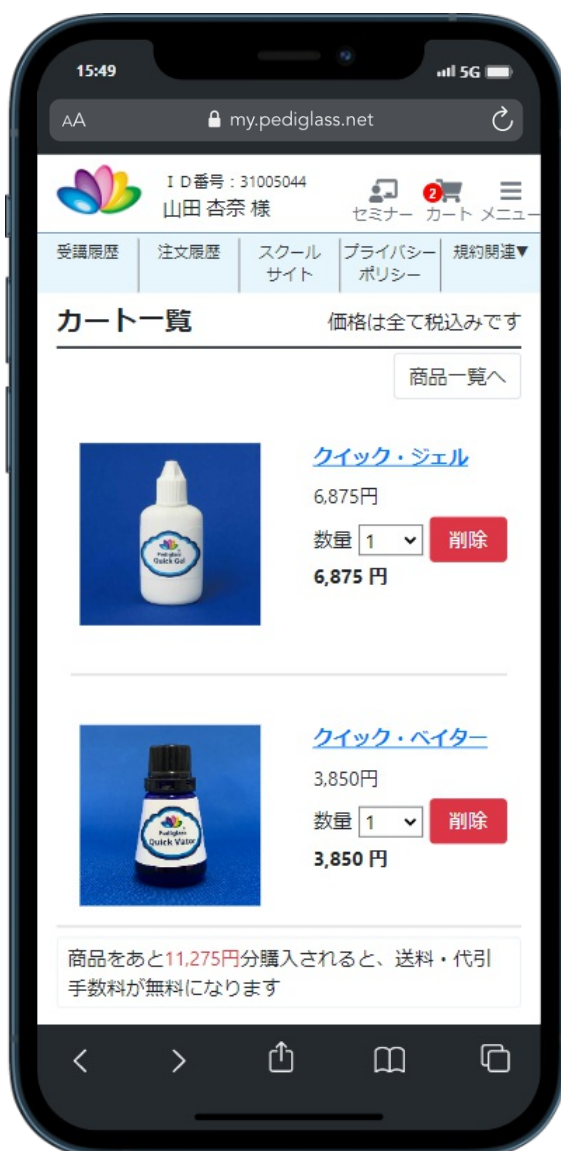 15:49
5G
AA my.pediglass.net
ID番号：31005044
山田 杏奈 様
2
セミナー カート メニュー
受講履歴 注文履歴 スクールサイト プライバシーポリシー 規約関連▼
カート一覧 価格は全て税込みです
商品一覧へ
クイック・ジェル
6,875円
数量 1 削除
6,875 円
Pediglass
Quick Gel
クイック・ベイター
3,850円
数量 1 削除
3,850 円
Pediglass
Quick Vator
商品をあと11,275円分購入されると、送料・代引
手数料が無料になります